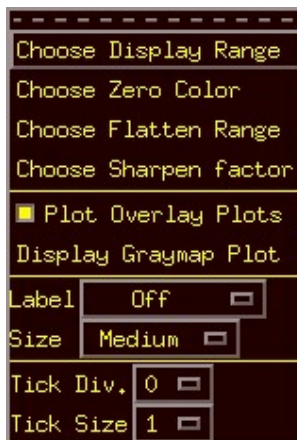 Choose Display Range
Choose Zero Color
Choose Flatten Range
Choose Sharpen factor
Plot Overlay Plots
Display Graymap Plot
Label Off
Size Medium
Tick Div. 0
Tick Size 1